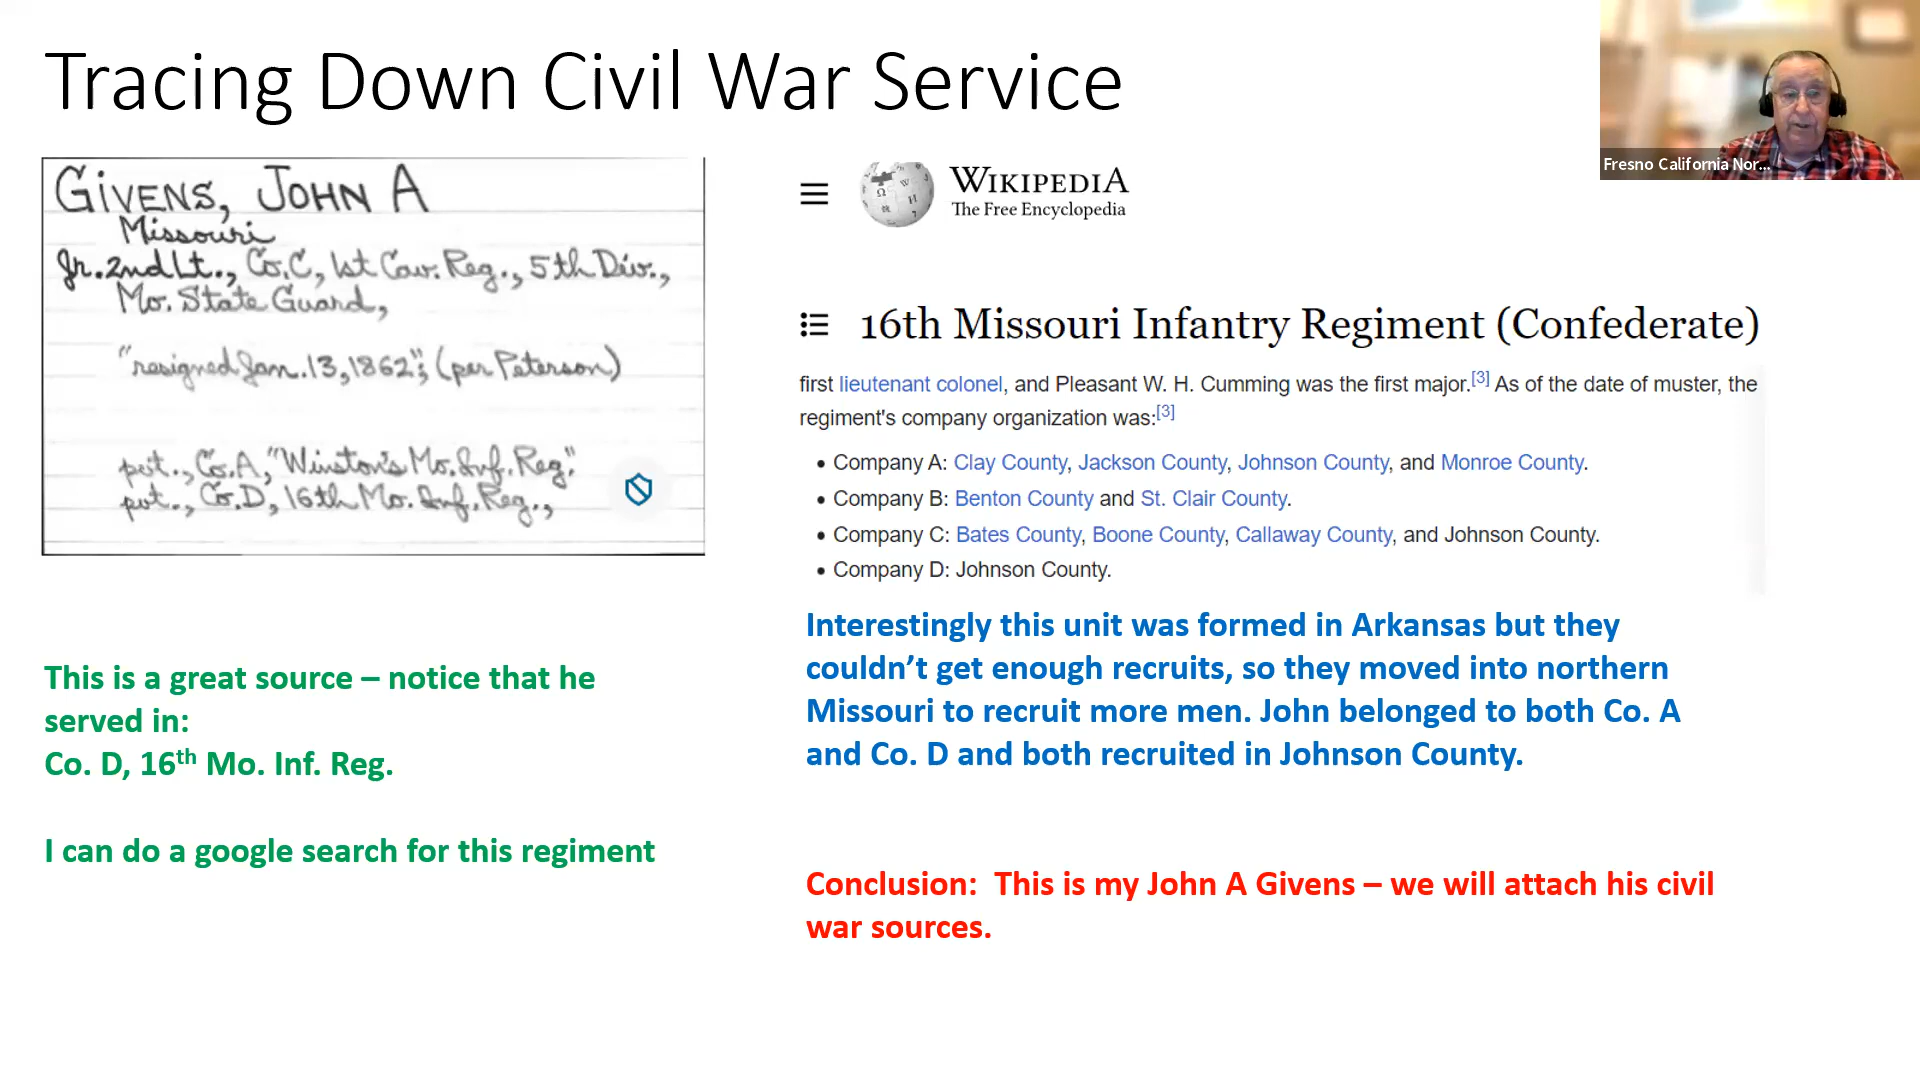 Tracing Down Civil War Service
Fresno California Nor...
GIVENS, JOHN A
Missouri
Jr. 2nd Lt., Co. C, 1st Cav. Reg., 5th Div.,
Mo. State Guard,
"resigned Jan. 13, 1862"; (per Peterson)
pvt., Co. A, "Winston's Mo. Inf. Reg."
pvt., Co. D, 16th Mo. Inf. Reg.,
This is a great source – notice that he
served in:
Co. D, 16th Mo. Inf. Reg.
I can do a google search for this regiment
WIKIPEDIA
The Free Encyclopedia
16th Missouri Infantry Regiment (Confederate)
first lieutenant colonel, and Pleasant W. H. Cumming was the first major.[3] As of the date of muster, the
regiment's company organization was:[3]
• Company A: Clay County, Jackson County, Johnson County, and Monroe County.
• Company B: Benton County and St. Clair County.
• Company C: Bates County, Boone County, Callaway County, and Johnson County.
• Company D: Johnson County.
Interestingly this unit was formed in Arkansas but they
couldn’t get enough recruits, so they moved into northern
Missouri to recruit more men. John belonged to both Co. A
and Co. D and both recruited in Johnson County.
Conclusion: This is my John A Givens – we will attach his civil
war sources.